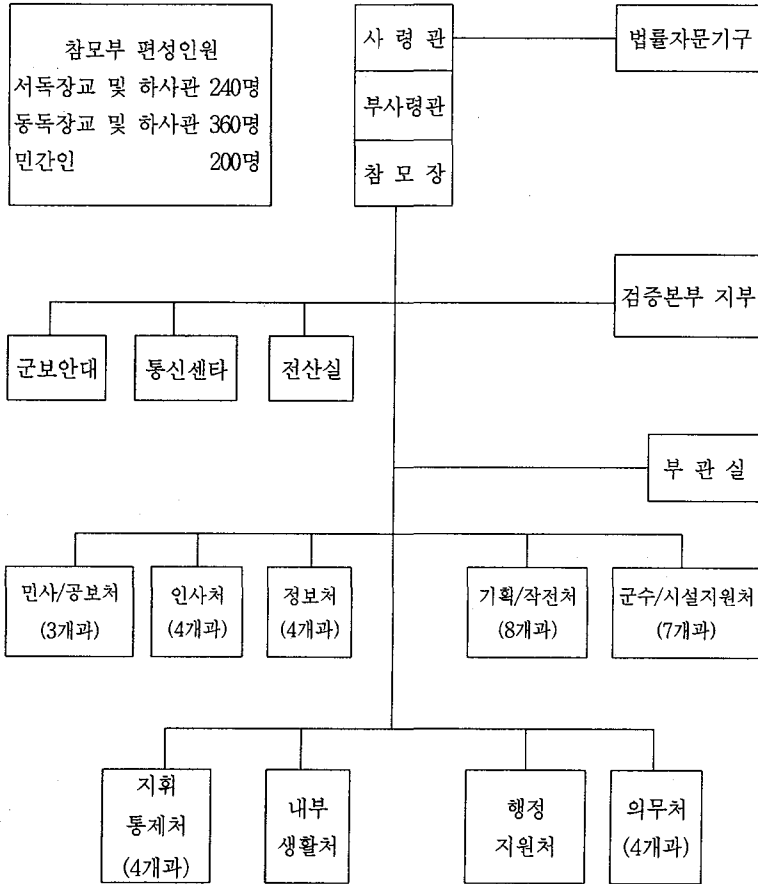 참모부 편성인원
서독장교 및 하사관 240명
동독장교 및 하사관 360명
민간인 200명
사 령 관
부사령관
참 모 장
법률자문기구
검증본부 지부
군보안대
통신센타
전산실
부 관 실
민사/공보처
(3개과)
인사처
(4개과)
정보처
(4개과)
기획/작전처
(8개과)
군수/시설지원처
(7개과)
지휘
통제처
(4개과)
내부
생활처
행정
지원처
의무처
(4개과)